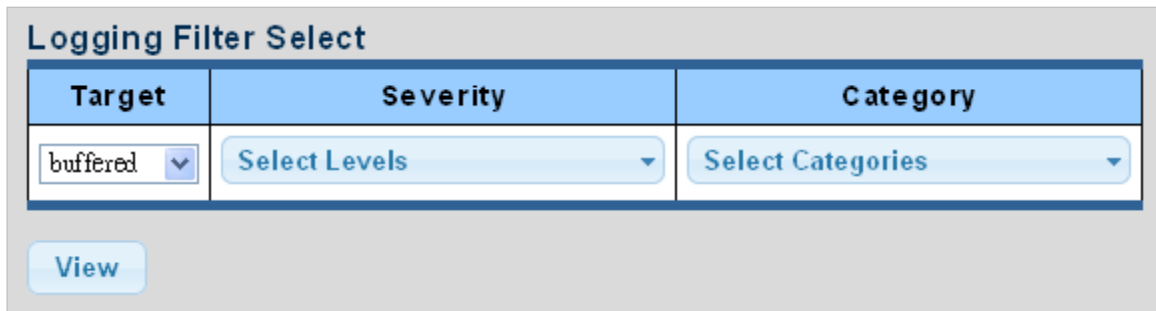 Logging Filter Select
Target Severity Category
buffered Select Levels Select Categories
View